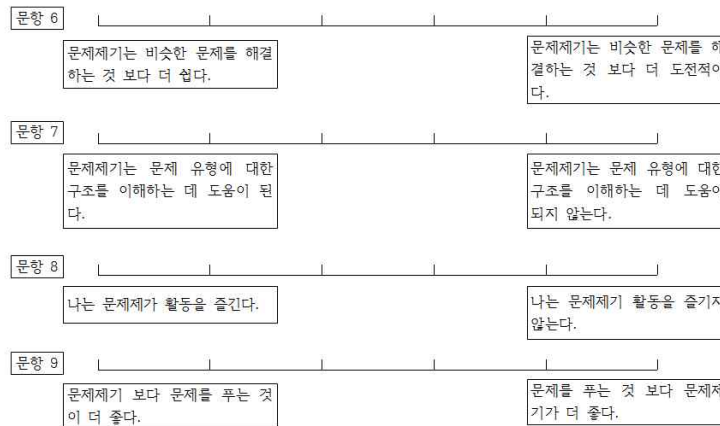 문항 6
문제제기는 비슷한 문제를 해결
하는 것 보다 더 쉽다.
문제제기는 비슷한 문제를 해
결하는 것 보다 더 도전적이
다.
문항 7
문제제기는 문제 유형에 대한
구조를 이해하는 데 도움이 된
다.
문제제기는 문제 유형에 대한
구조를 이해하는 데 도움이
되지 않는다.
문항 8
나는 문제제가 활동을 즐긴다.
나는 문제제기 활동을 즐기지
않는다.
문항 9
문제제기 보다 문제를 푸는 것
이 더 좋다.
문제를 푸는 것 보다 문제제
기가 더 좋다.